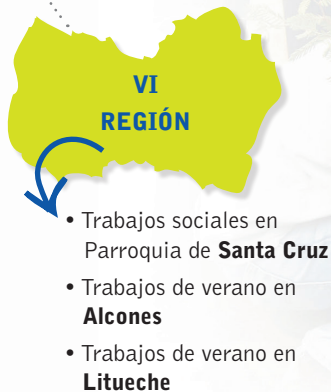 VI
REGIÓN
• Trabajos sociales en
Parroquia de Santa Cruz
• Trabajos de verano en
Alcones
• Trabajos de verano en
Litueche